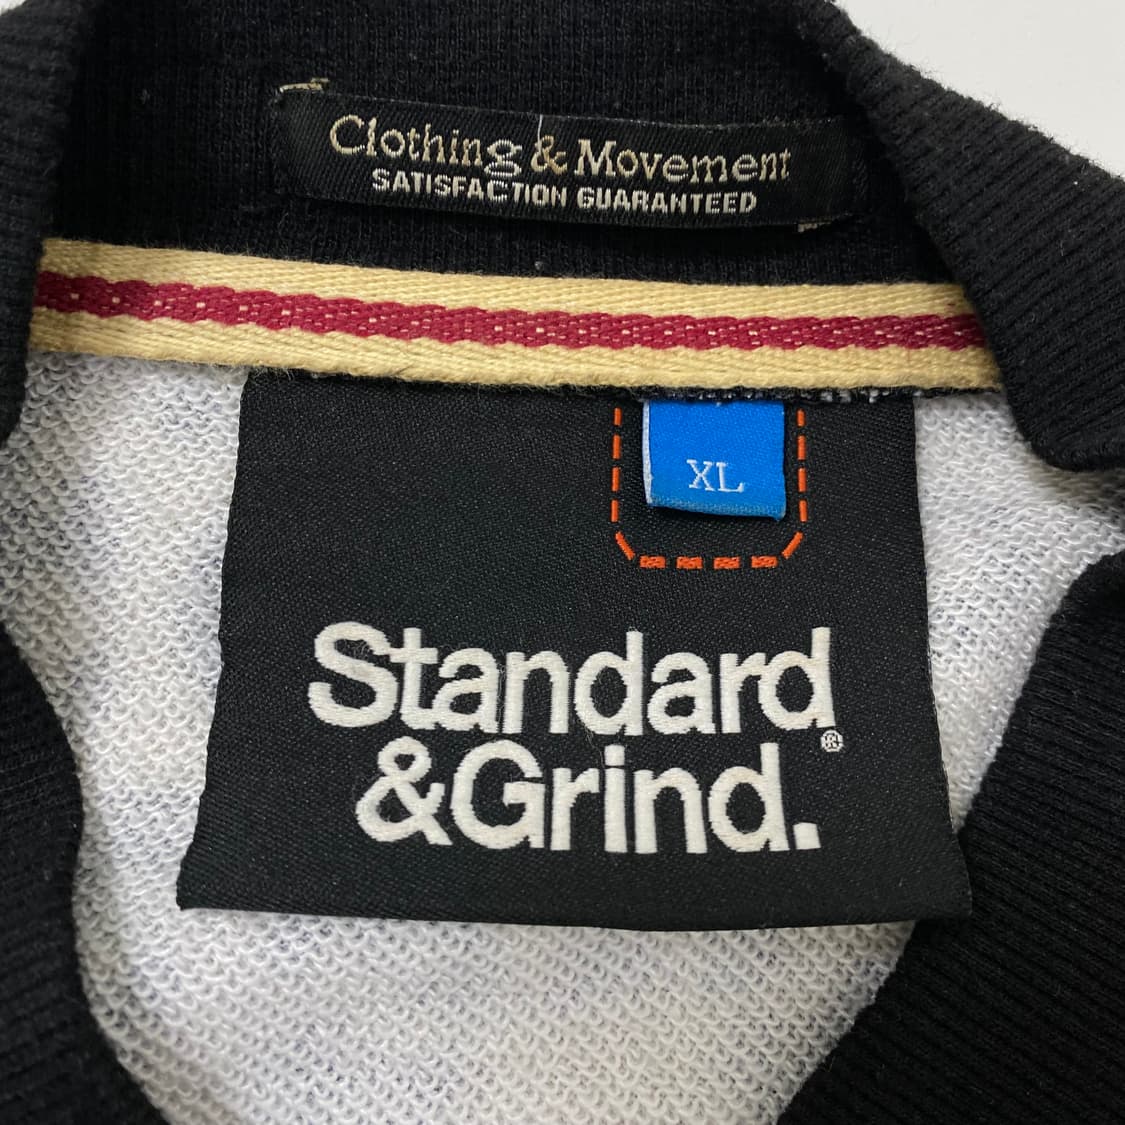 Clothing & Movement
SATISFACTION GUARANTEED
XL
Standard
&Grind.®